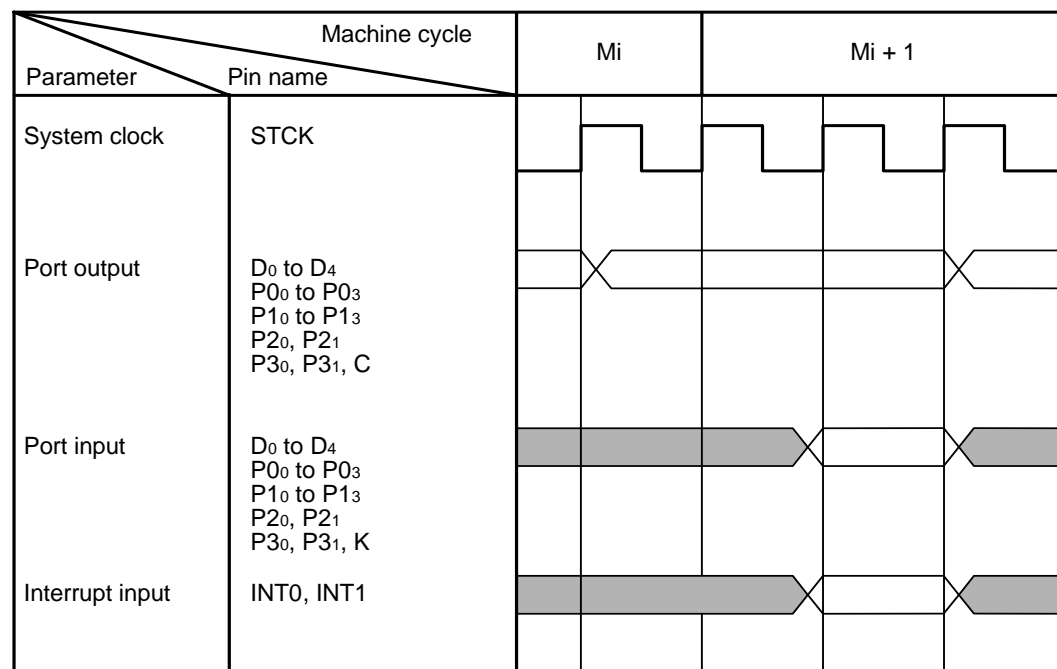 Machine cycle
Parameter
Pin name
Mi
Mi + 1
System clock
STCK
Port output
D0 to D4
P00 to P03
P10 to P13
P20, P21
P30, P31, C
Port input
D0 to D4
P00 to P03
P10 to P13
P20, P21
P30, P31, K
Interrupt input
INT0, INT1